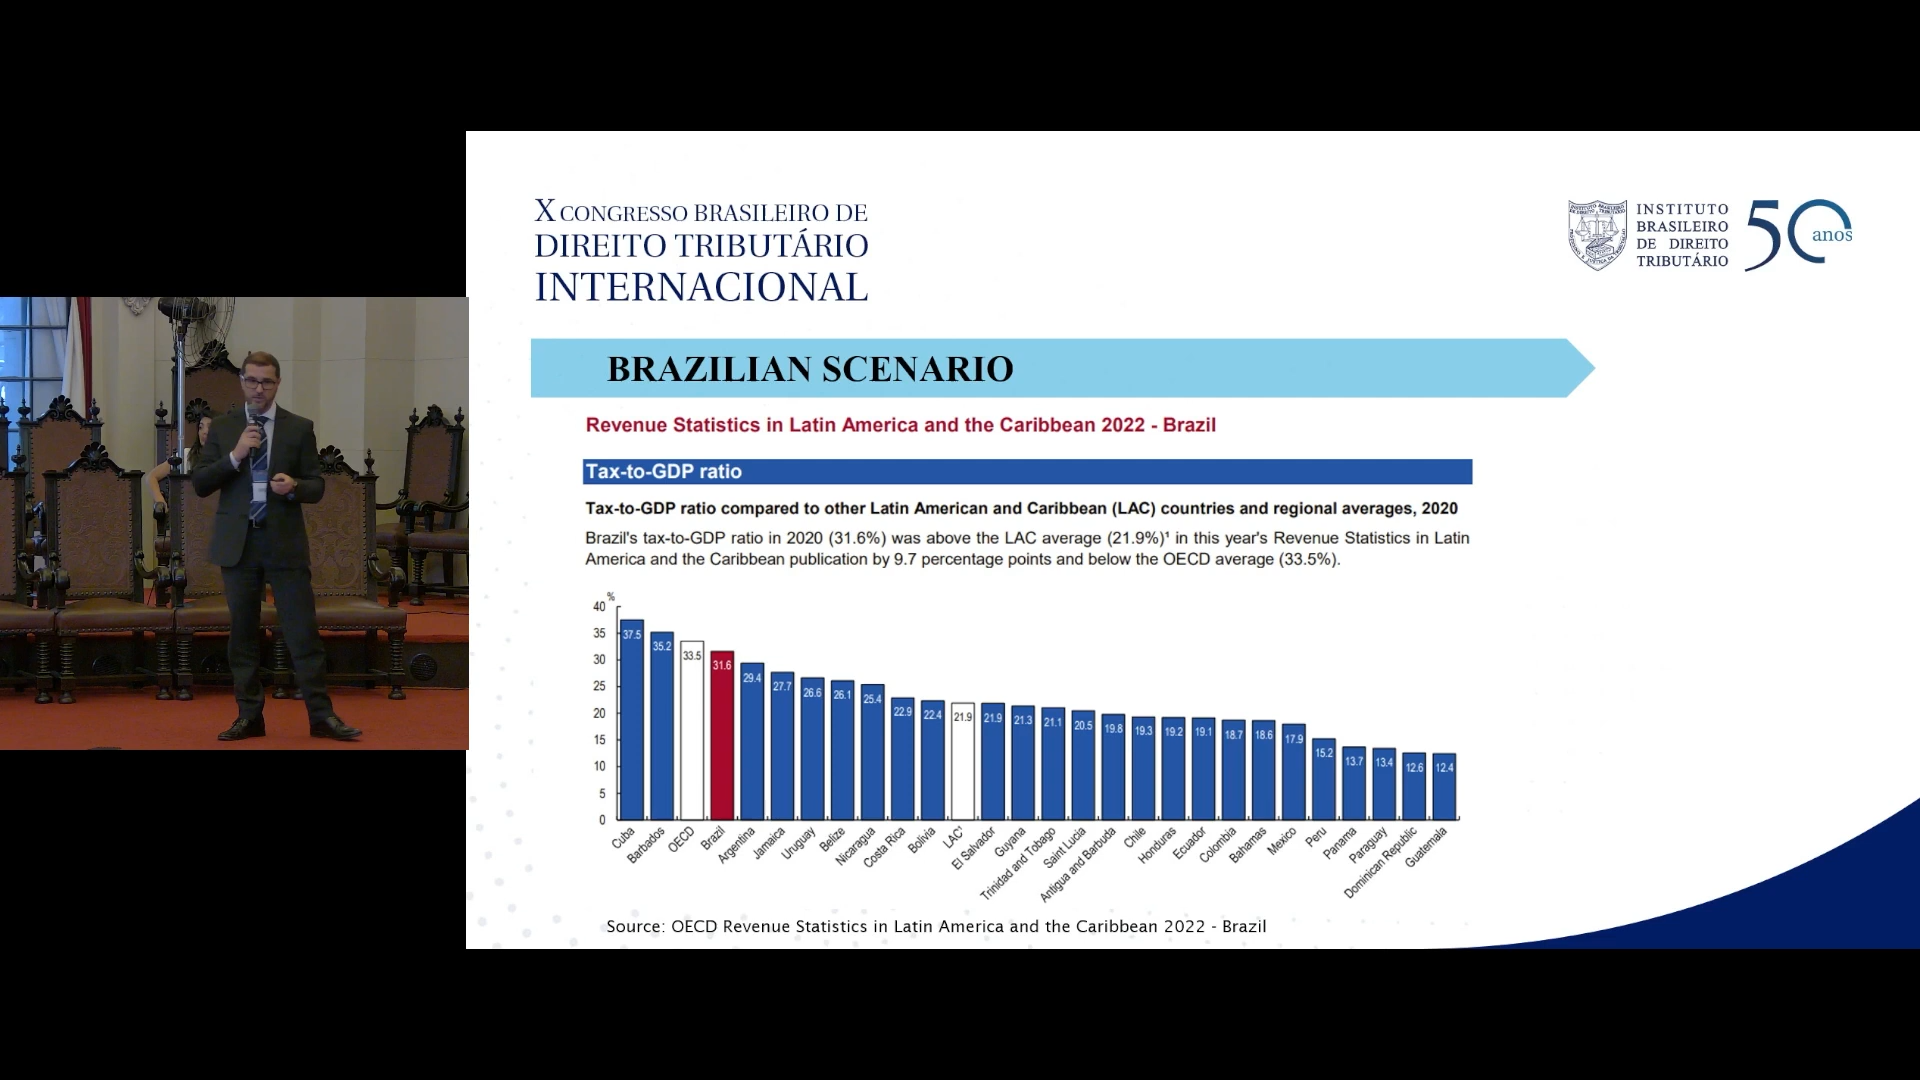 X CONGRESSO BRASILEIRO DE
DIREITO TRIBUTÁRIO
INTERNACIONAL
INSTITUTO
BRASILEIRO
DE DIREITO
TRIBUTÁRIO
50 anos
BRAZILIAN SCENARIO
Revenue Statistics in Latin America and the Caribbean 2022 - Brazil
Tax-to-GDP ratio
Tax-to-GDP ratio compared to other Latin American and Caribbean (LAC) countries and regional averages, 2020
Brazil's tax-to-GDP ratio in 2020 (31.6%) was above the LAC average (21.9%)¹ in this year's Revenue Statistics in Latin
America and the Caribbean publication by 9.7 percentage points and below the OECD average (33.5%).
%
40
35
30
25
20
15
10
5
0
37.5
35.2
33.5
31.6
29.4
27.7
26.6
26.1
25.4
22.9
22.4
21.9
21.9
21.3
21.1
20.5
19.8
19.3
19.2
19.1
18.7
18.6
17.9
15.2
13.7
13.4
12.6
12.4
Cuba
Barbados
OECD
Brazil
Argentina
Jamaica
Uruguay
Belize
Nicaragua
Costa Rica
Bolivia
LAC¹
El Salvador
Guyana
Trinidad and Tobago
Saint Lucia
Antigua and Barbuda
Chile
Honduras
Ecuador
Colombia
Bahamas
Mexico
Peru
Panama
Paraguay
Dominican Republic
Guatemala
Source: OECD Revenue Statistics in Latin America and the Caribbean 2022 - Brazil